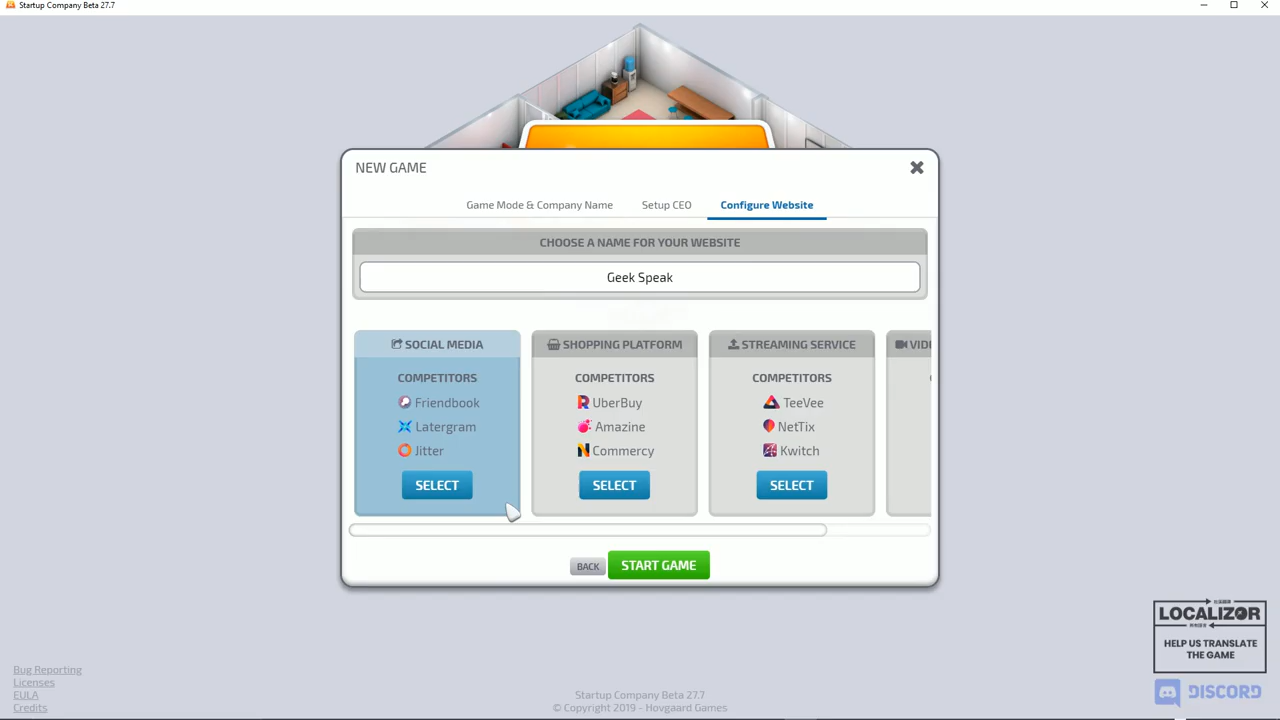 Startup Company Beta 27.7
NEW GAME
Game Mode & Company Name
Setup CEO
Configure Website
CHOOSE A NAME FOR YOUR WEBSITE
Geek Speak
SOCIAL MEDIA
COMPETITORS
Friendbook
Latergram
Jitter
SELECT
SHOPPING PLATFORM
COMPETITORS
UberBuy
Amazine
Commercy
SELECT
STREAMING SERVICE
COMPETITORS
TeeVee
NetTix
Kwitch
SELECT
BACK
START GAME
LOCALIZOR
HELP US TRANSLATE
THE GAME
DISCORD
Bug Reporting
Licenses
EULA
Credits
Startup Company Beta 27.7
© Copyright 2019 - Hovgaard Games